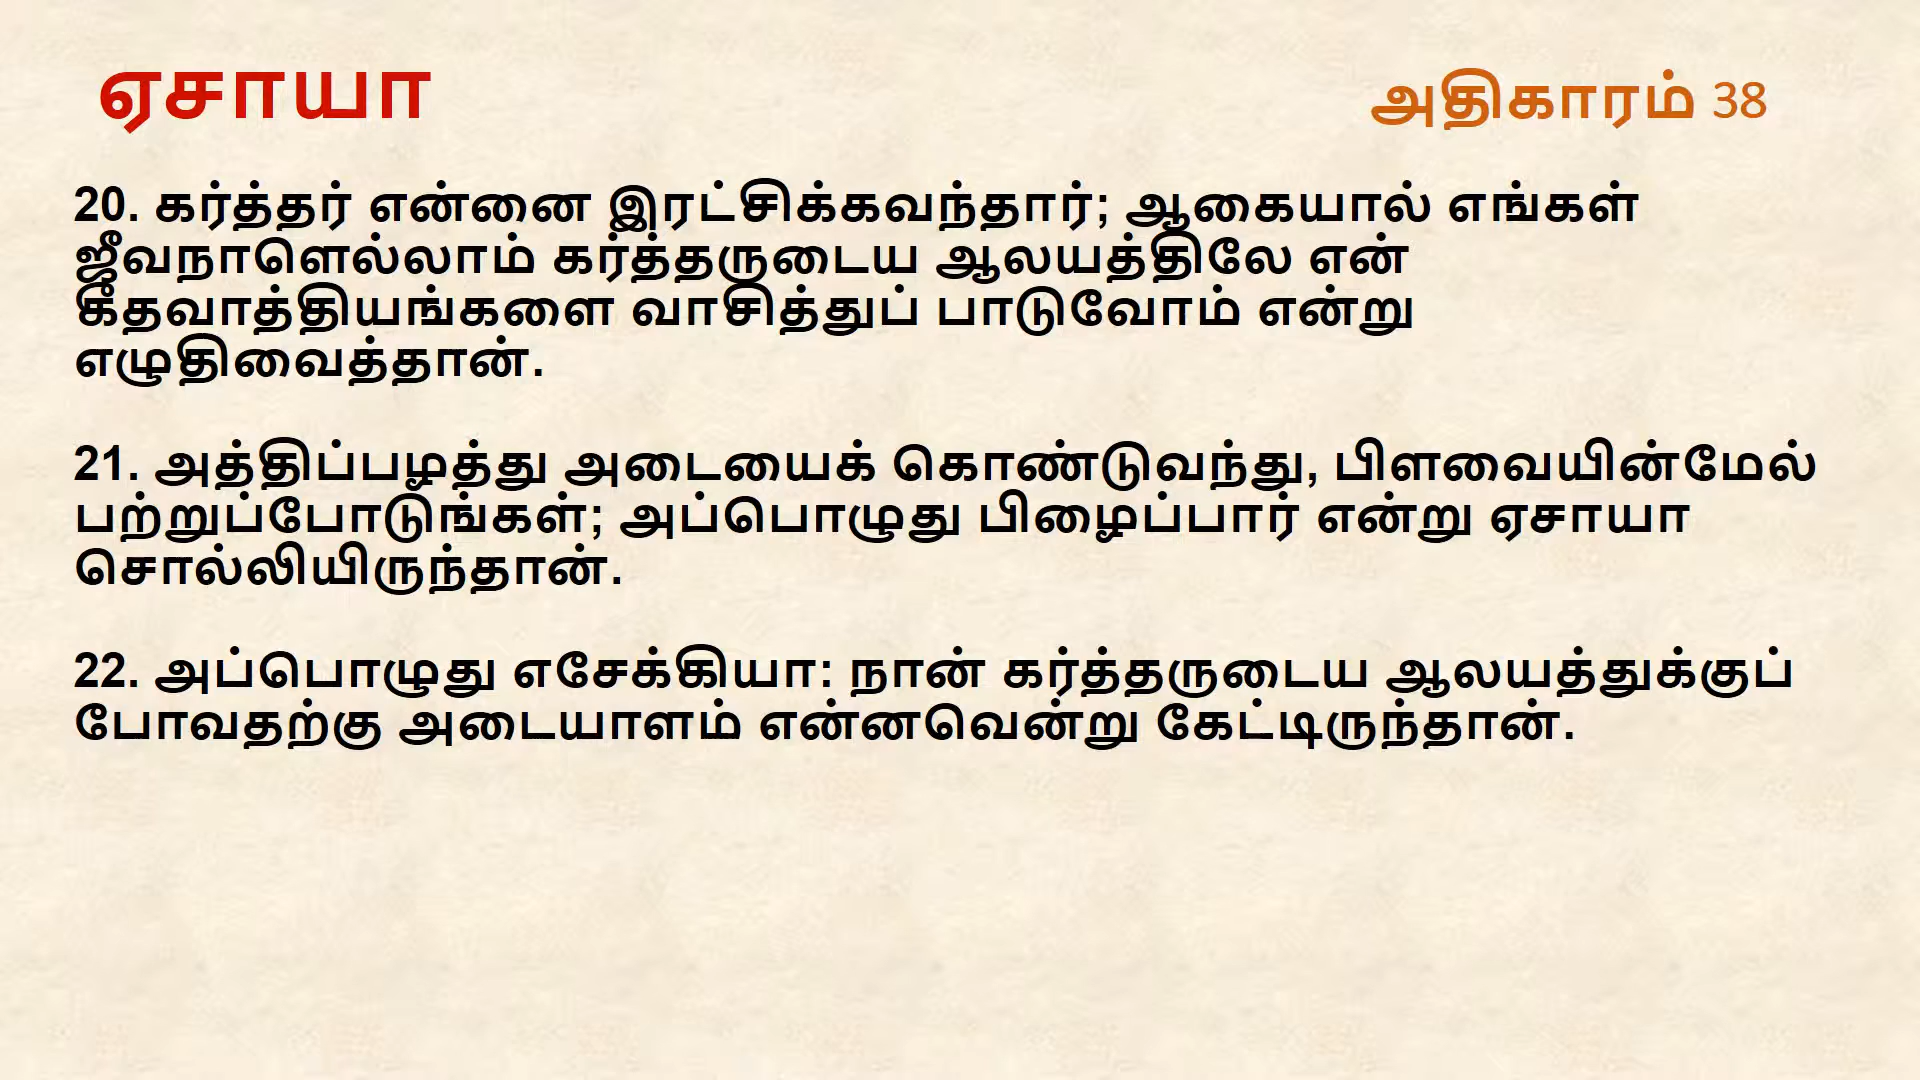 ஏசாயா
அதிகாரம் 38
20. கர்த்தர் என்னை இரட்சிக்கவந்தார்; ஆகையால் எங்கள்
ஜீவநாளெல்லாம் கர்த்தருடைய ஆலயத்திலே என்
கீதவாத்தியங்களை வாசித்துப் பாடுவோம் என்று
எழுதிவைத்தான்.
21. அத்திப்பழத்து அடையைக் கொண்டுவந்து, பிளவையின்மேல்
பற்றுப்போடுங்கள்; அப்பொழுது பிழைப்பார் என்று ஏசாயா
சொல்லியிருந்தான்.
22. அப்பொழுது எசேக்கியா: நான் கர்த்தருடைய ஆலயத்துக்குப்
போவதற்கு அடையாளம் என்னவென்று கேட்டிருந்தான்.